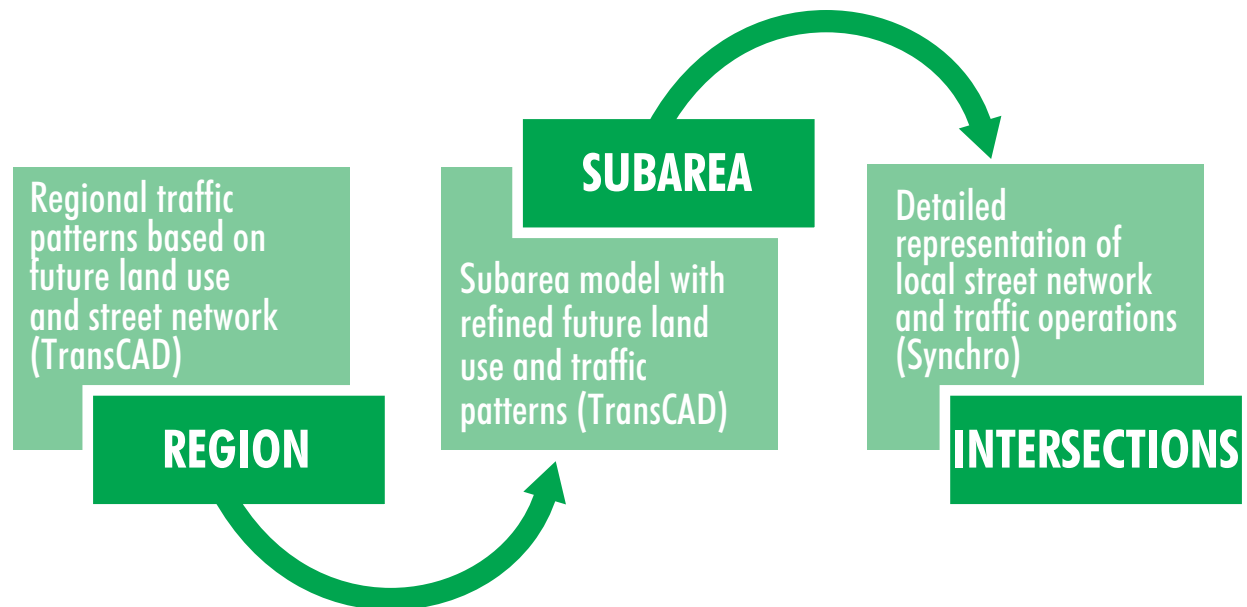 Regional traffic
patterns based on
future land use
and street network
(TransCAD)
REGION
SUBAREA
Subarea model with
refined future land
use and traffic
patterns (TransCAD)
Detailed
representation of
local street network
and traffic operations
(Synchro)
INTERSECTIONS